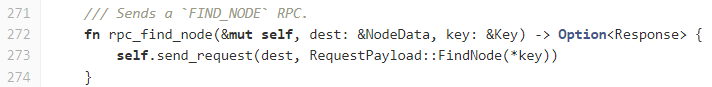 271 /// Sends a `FIND_NODE` RPC.
272 fn rpc_find_node(&mut self, dest: &NodeData, key: &Key) -> Option<Response> {
273 self.send_request(dest, RequestPayload::FindNode(*key))
274 }